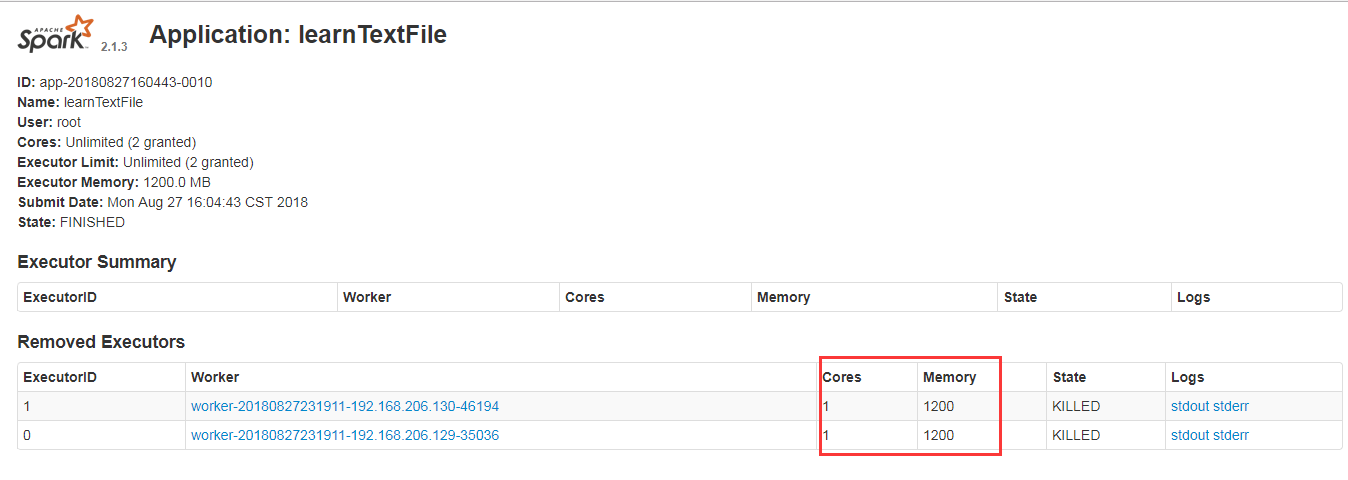 APACHE Spark 2.1.3 Application: learnTextFile
ID: app-20180827160443-0010
Name: learnTextFile
User: root
Cores: Unlimited (2 granted)
Executor Limit: Unlimited (2 granted)
Executor Memory: 1200.0 MB
Submit Date: Mon Aug 27 16:04:43 CST 2018
State: FINISHED
Executor Summary
ExecutorID Worker Cores Memory State Logs
Removed Executors
ExecutorID Worker Cores Memory State Logs
1 worker-20180827231911-192.168.206.130-46194 1 1200 KILLED stdout stderr
0 worker-20180827231911-192.168.206.129-35036 1 1200 KILLED stdout stderr